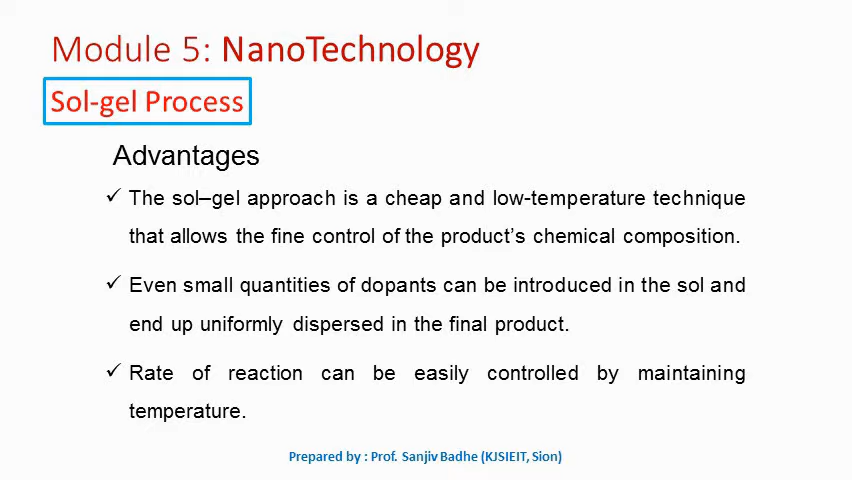 Module 5: NanoTechnology
Sol-gel Process
Advantages
✓ The sol–gel approach is a cheap and low-temperature technique
that allows the fine control of the product’s chemical composition.
✓ Even small quantities of dopants can be introduced in the sol and
end up uniformly dispersed in the final product.
✓ Rate of reaction can be easily controlled by maintaining
temperature.
Prepared by : Prof. Sanjiv Badhe (KJSIEIT, Sion)